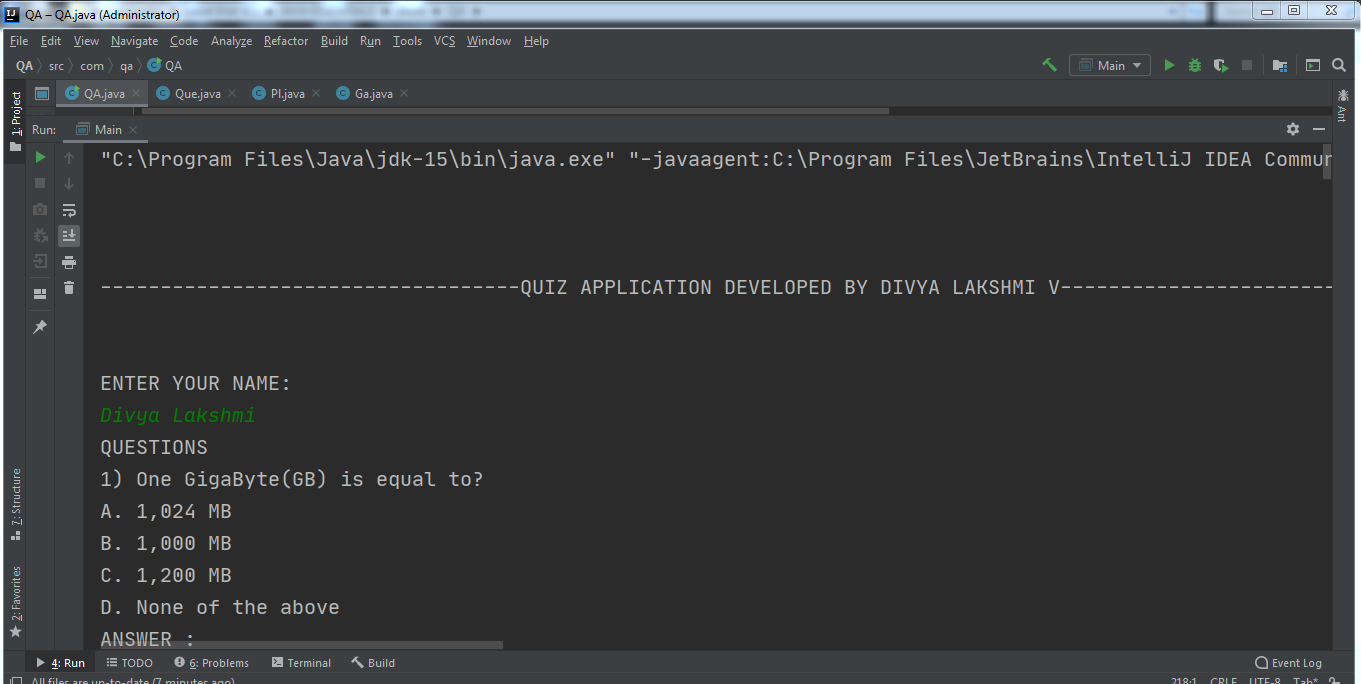 QA – QA.java (Administrator)
File Edit View Navigate Code Analyze Refactor Build Run Tools VCS Window Help
QA src com qa QA Main
1: Project QA.java Que.java Pl.java Ga.java Ant
Run: Main
"C:\Program Files\Java\jdk-15\bin\java.exe" "-javaagent:C:\Program Files\JetBrains\IntelliJ IDEA Commun
-----------------------------------QUIZ APPLICATION DEVELOPED BY DIVYA LAKSHMI V-----------------------
ENTER YOUR NAME:
Divya Lakshmi
QUESTIONS
1) One GigaByte(GB) is equal to?
A. 1,024 MB
B. 1,000 MB
C. 1,200 MB
D. None of the above
ANSWER :
7: Structure
2: Favorites
4: Run TODO 6: Problems Terminal Build Event Log
All files are up-to-date (7 minutes ago) 218:1 CRLF UTF-8 Tab*